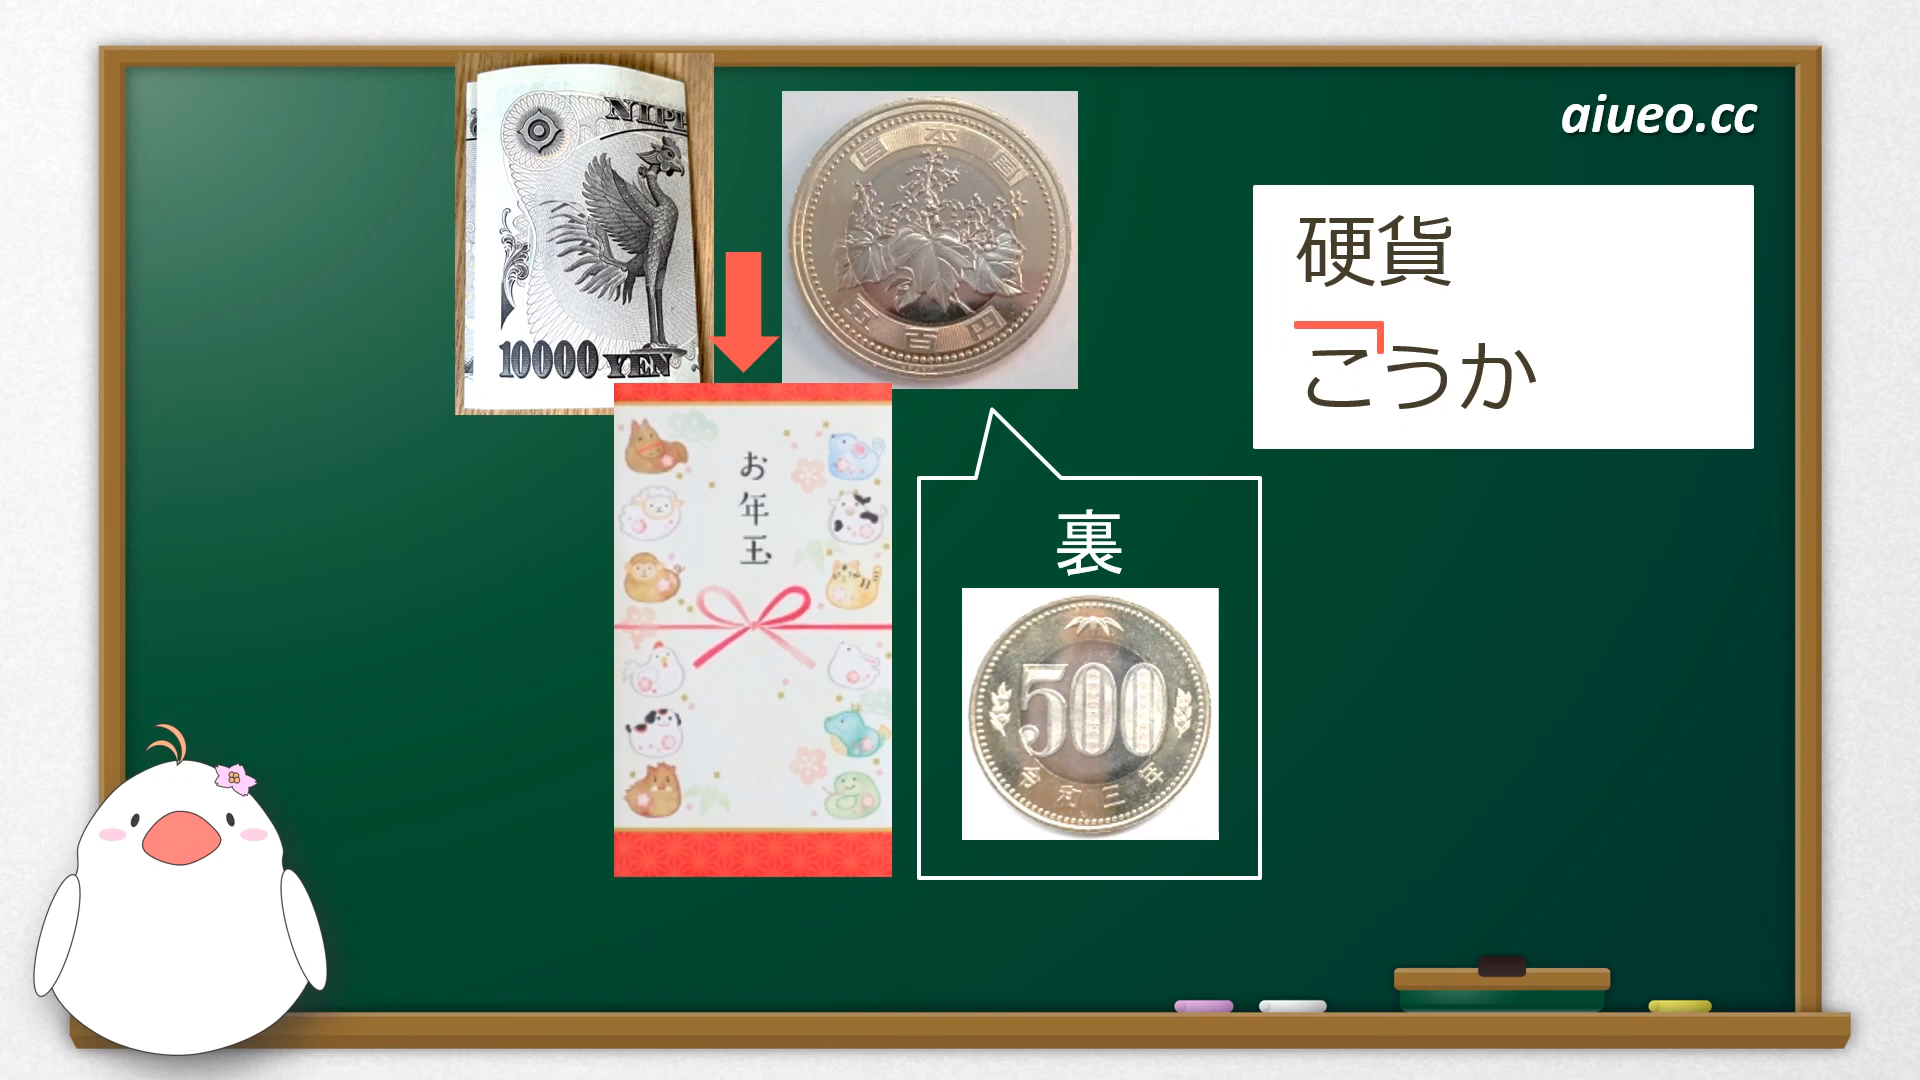 NIPP
10000 YEN
日本国
五百円
aiueo.cc
硬貨
こうか
お年玉
裏
500
令和三年